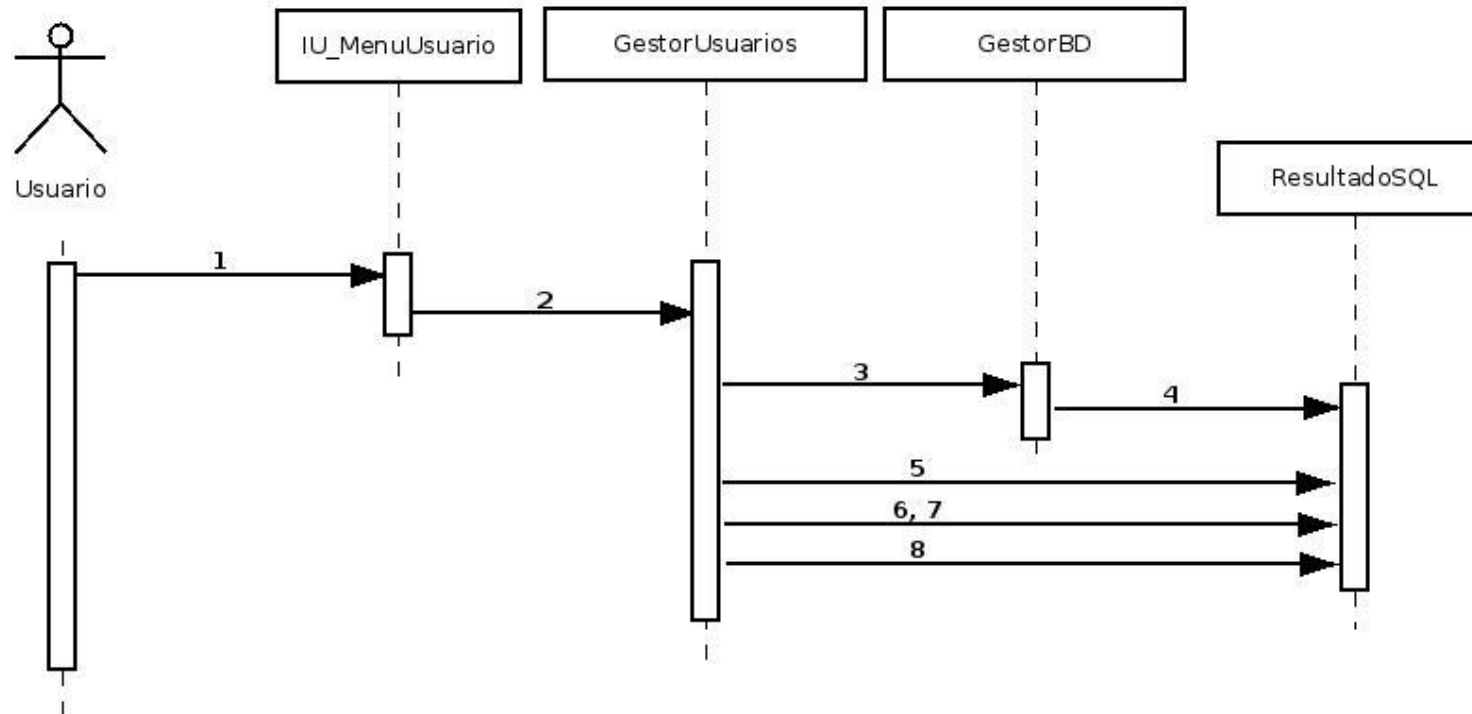 IU_MenuUsuario
GestorUsuarios
GestorBD
ResultadoSQL
Usuario
1
2
3
4
5
6, 7
8